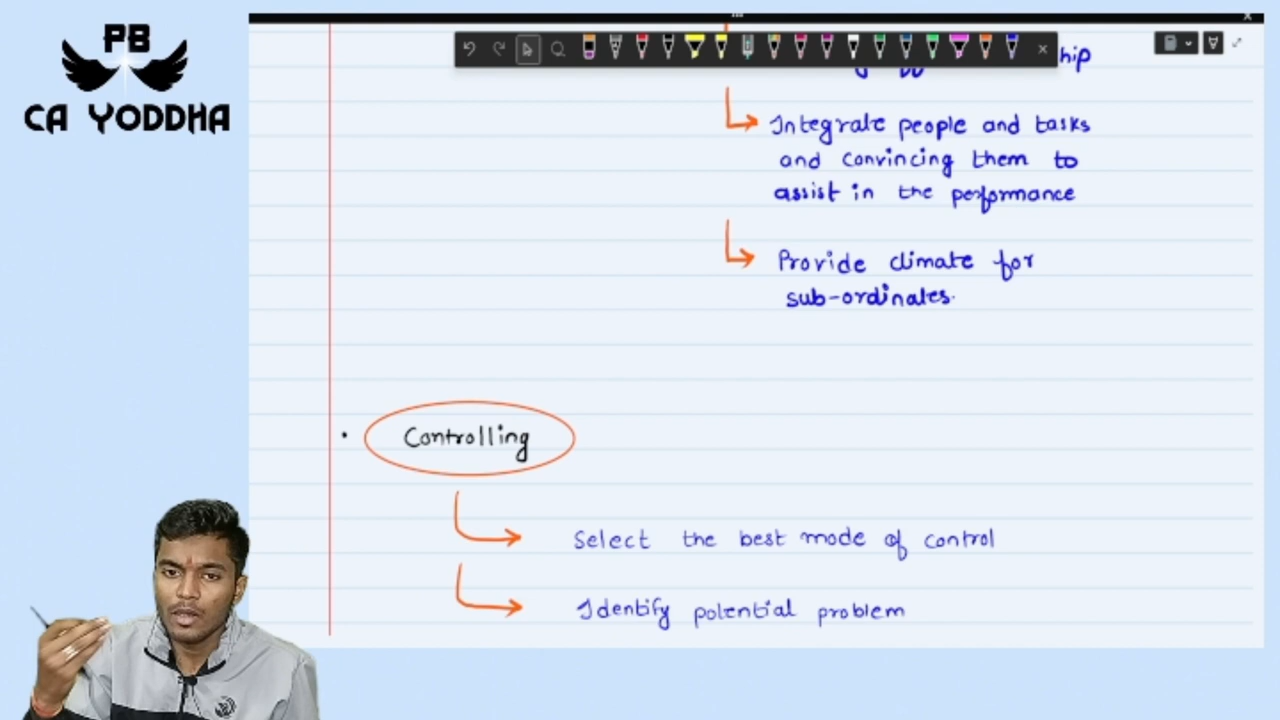 PB
CA YODDHA
hip
Integrate people and tasks
and convincing them to
assist in the performance
Provide climate for
sub-ordinates.
• Controlling
Select the best mode of control
Identify potential problem